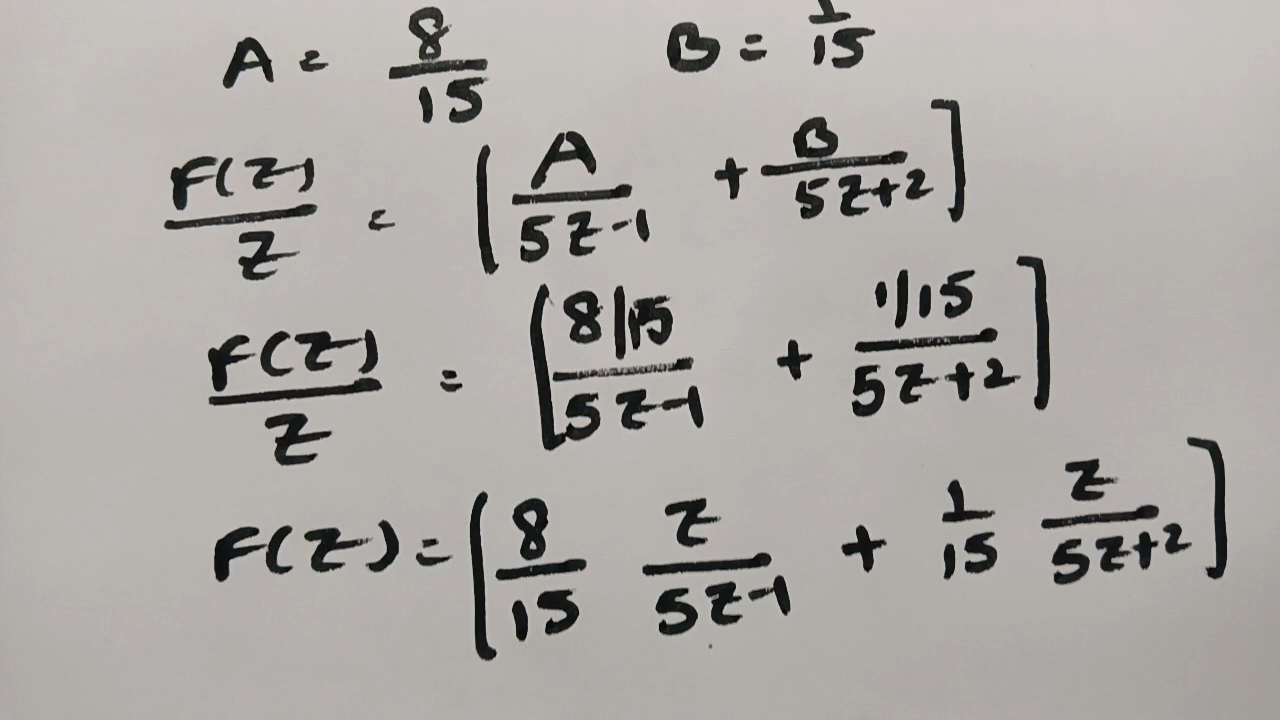 A = 8/15 B = 1/15
F(Z)/Z = [A/5Z-1 + B/5Z+2]
F(Z)/Z = [8/15/5Z-1 + 1/15/5Z+2]
F(Z) = [8/15 Z/5Z-1 + 1/15 Z/5Z+2]